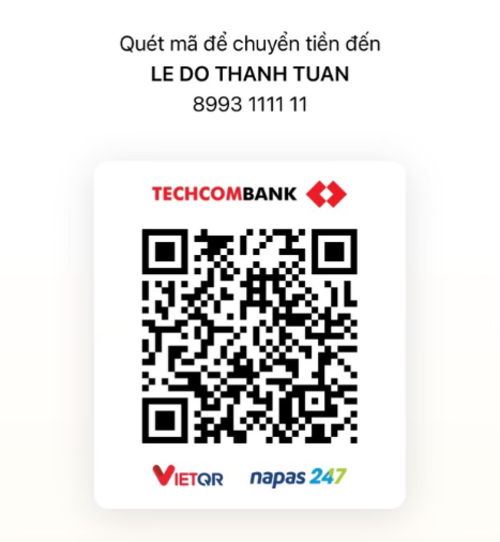 Quét mã để chuyển tiền đến
LE DO THANH TUAN
8993 1111 11
TECHCOMBANK
VIETQR napas 247